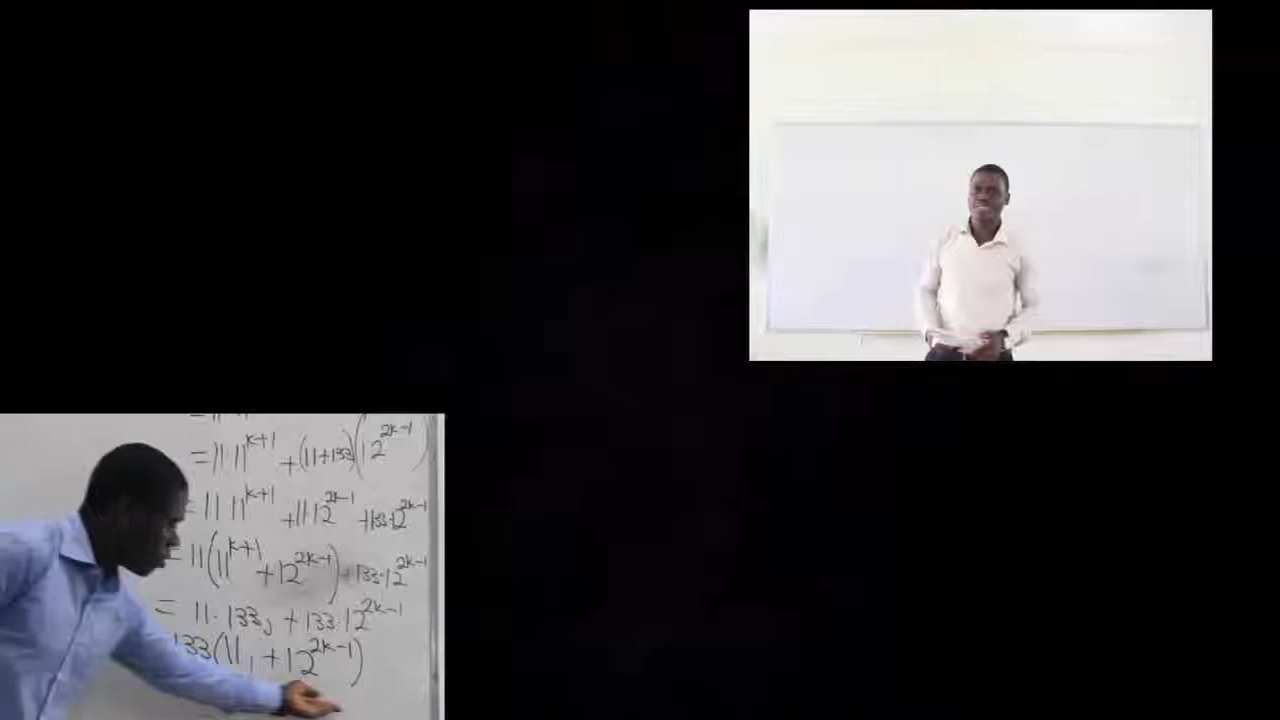 = 11·11^{k+1} + (11+133)(12^{2k-1})
= 11·11^{k+1} + 11·12^{2k-1} + 133·12^{2k-1}
= 11(11^{k+1} + 12^{2k-1}) + 133·12^{2k-1}
= 11·133j + 133·12^{2k-1}
133(11j + 12^{2k-1})